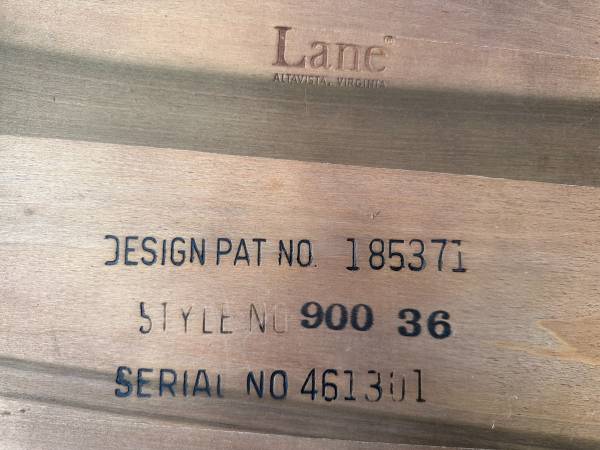 Lane®
ALTAVISTA, VIRGINIA
DESIGN PAT NO. 185371
STYLE NO 900 36
SERIAL NO 461301